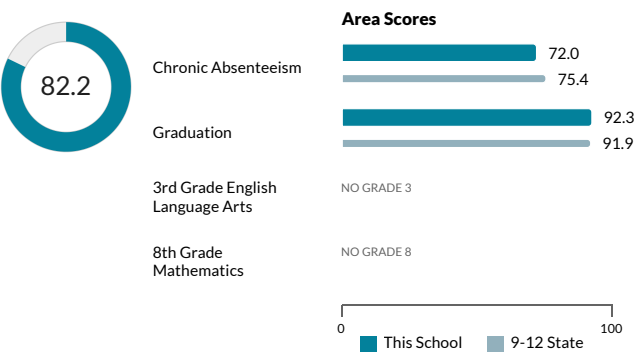 Area Scores
82.2
Chronic Absenteeism
72.0
75.4
Graduation
92.3
91.9
3rd Grade English
Language Arts
NO GRADE 3
8th Grade
Mathematics
NO GRADE 8
0
100
This School
9-12 State